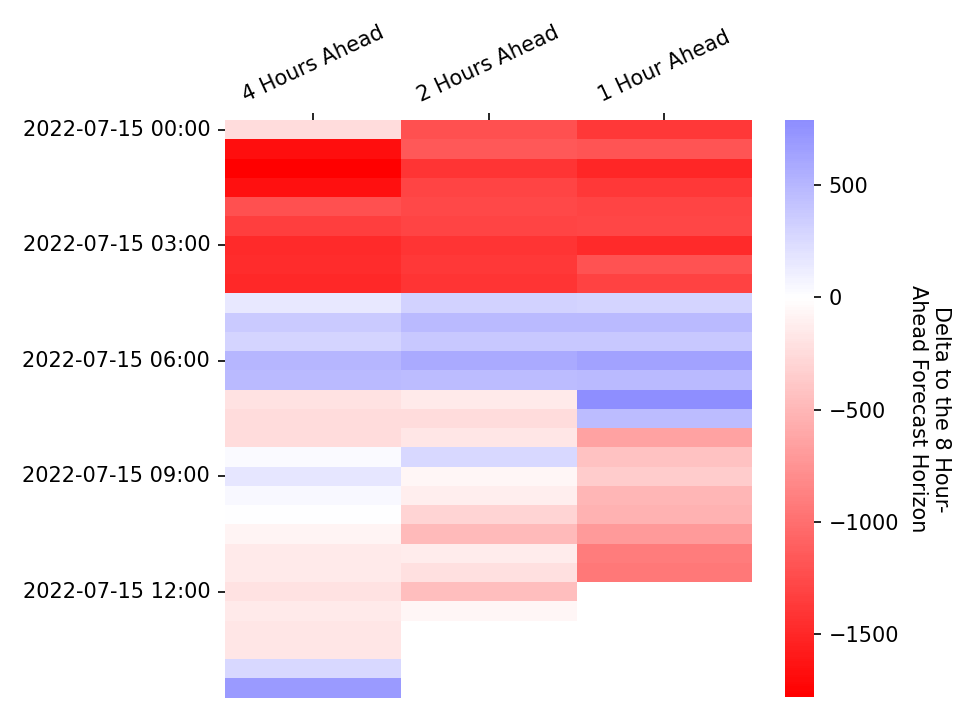 4 Hours Ahead
2 Hours Ahead
1 Hour Ahead
2022-07-15 00:00
2022-07-15 03:00
2022-07-15 06:00
2022-07-15 09:00
2022-07-15 12:00
500
0
−500
−1000
−1500
Delta to the 8 Hour-
Ahead Forecast Horizon